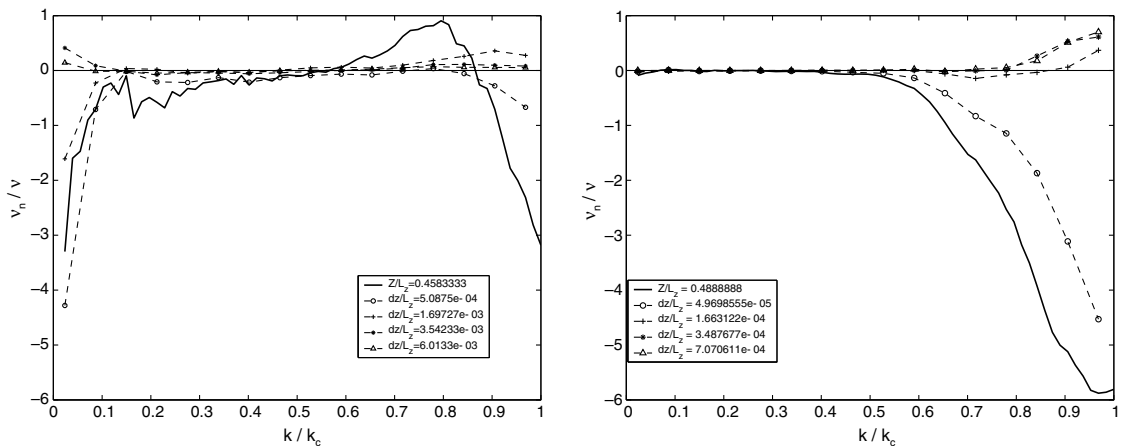 1
0
−1
−2
−3
−4
−5
−6
0 0.1 0.2 0.3 0.4 0.5 0.6 0.7 0.8 0.9 1
k / k_c
ν_n / ν
Z/L_z=0.4583333
dz/L_z=5.0875e- 04
dz/L_z=1.69727e- 03
dz/L_z=3.54233e- 03
dz/L_z=6.0133e- 03
1
0
−1
−2
−3
−4
−5
−6
0 0.1 0.2 0.3 0.4 0.5 0.6 0.7 0.8 0.9 1
k / k_c
ν_n / ν
Z/L_z = 0.4888888
dz/L_z = 4.9698555e- 05
dz/L_z = 1.663122e- 04
dz/L_z = 3.487677e- 04
dz/L_z = 7.070611e- 04